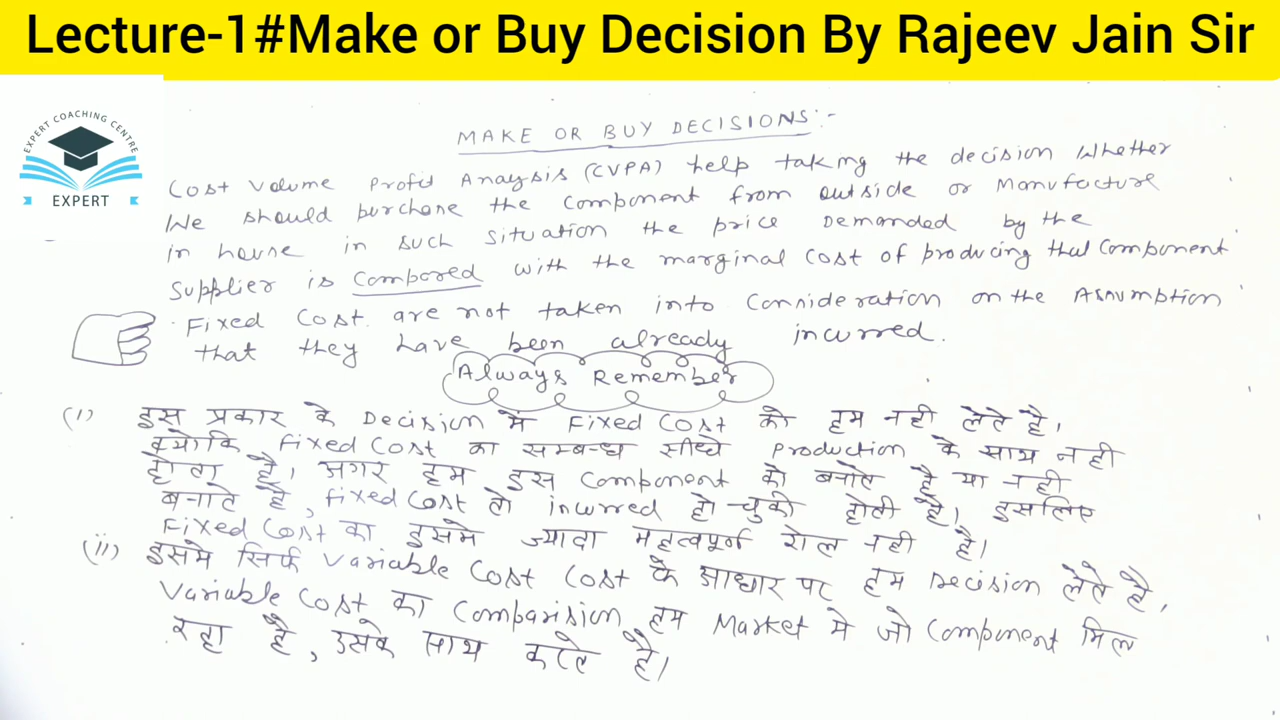 Lecture-1#Make or Buy Decision By Rajeev Jain Sir
EXPERT COACHING CENTRE
EXPERT
MAKE OR BUY DECISIONS:-
Cost Volume Profit Analysis (CVPA) help taking the decision Whether
We should purchase the component from outside or Manufacture
in house in such situation the price Demanded by the
Supplier is Compared with the marginal cost of producing that Component
Fixed Cost are not taken into Consideration on the Assumption
that they have been already incurred.
Always Remember
(i) इस प्रकार के Decision में Fixed Cost को हम नही लेते है,
क्योकि Fixed Cost का सम्बन्ध सीधे Production के साथ नही
होता है। अगर हम इस Component को बनाते है या नही
बनाते है, fixed Cost तो incurred हो चुकी होती है। इसलिए
Fixed Cost का इसमे ज्यादा महत्वपूर्ण रोल नही है।
(ii) इसमे सिर्फ Variable Cost Cost के आधार पर हम Decision लेते है,
Variable Cost का Comparision हम Market मे जो Component मिल
रहा है, उसके साथ करते है।